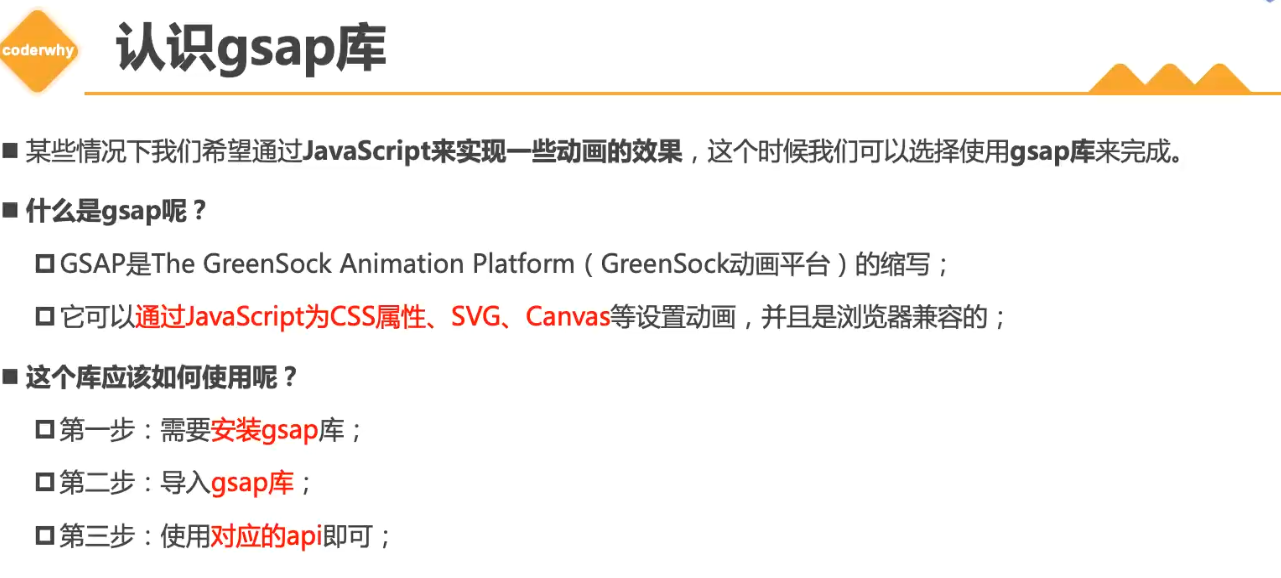 coderwhy
认识gsap库
某些情况下我们希望通过JavaScript来实现一些动画的效果，这个时候我们可以选择使用gsap库来完成。
什么是gsap呢？
GSAP是The GreenSock Animation Platform（GreenSock动画平台）的缩写；
它可以通过JavaScript为CSS属性、SVG、Canvas等设置动画，并且是浏览器兼容的；
这个库应该如何使用呢？
第一步：需要安装gsap库；
第二步：导入gsap库；
第三步：使用对应的api即可；